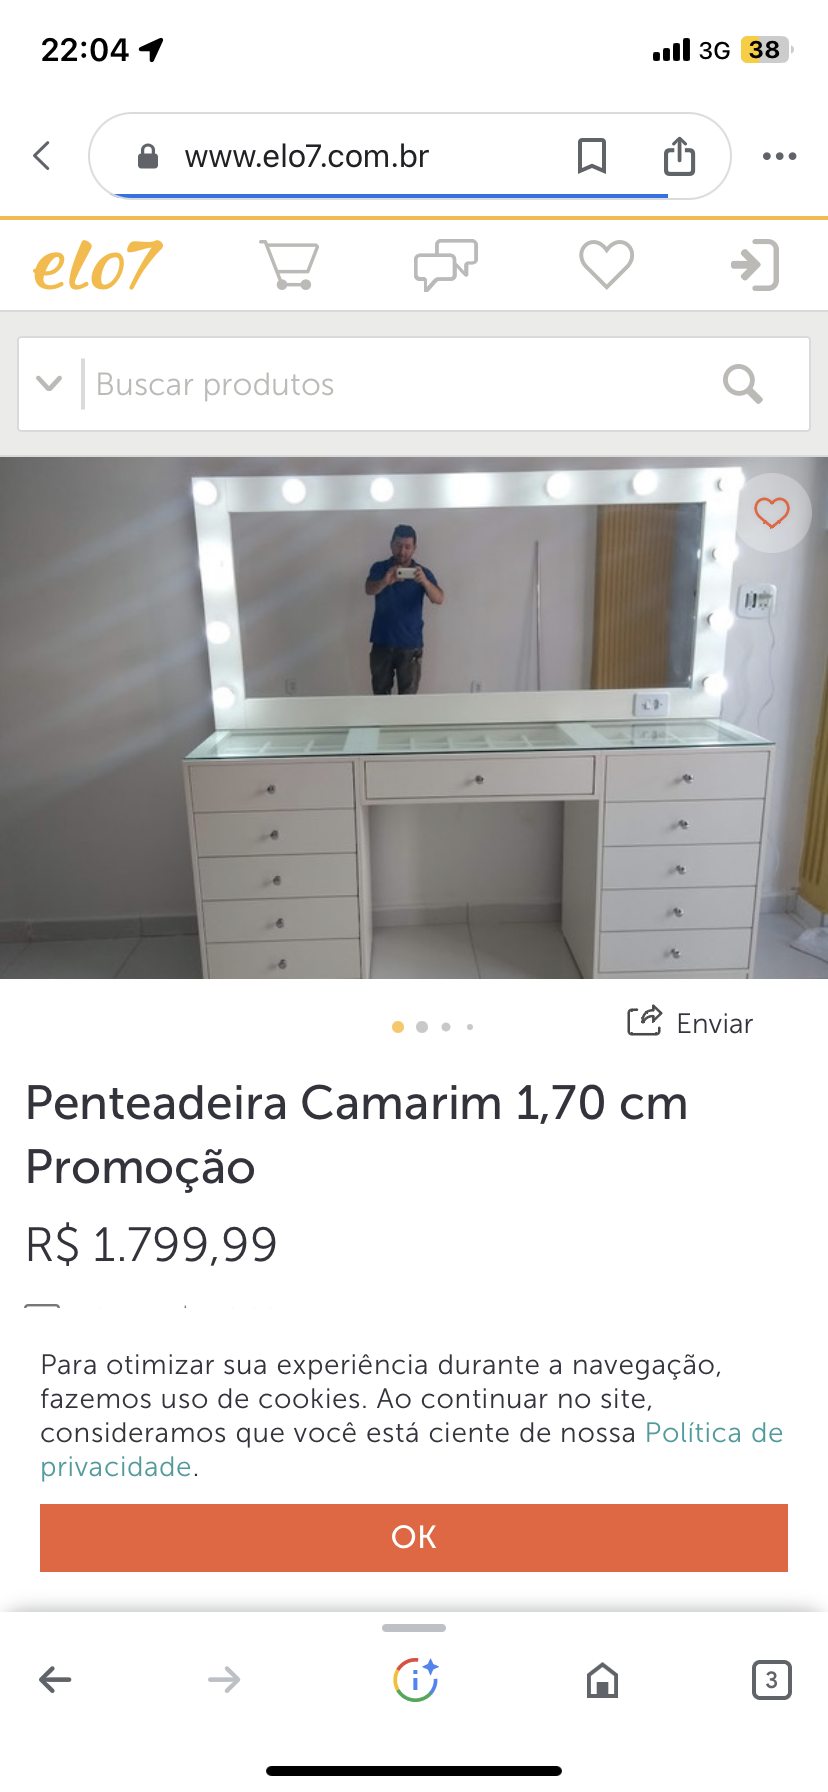 22:04
3G 38
www.elo7.com.br
elo7
Buscar produtos
Enviar
Penteadeira Camarim 1,70 cm
Promoção
R$ 1.799,99
Para otimizar sua experiência durante a navegação,
fazemos uso de cookies. Ao continuar no site,
consideramos que você está ciente de nossa Política de
privacidade.
OK
3